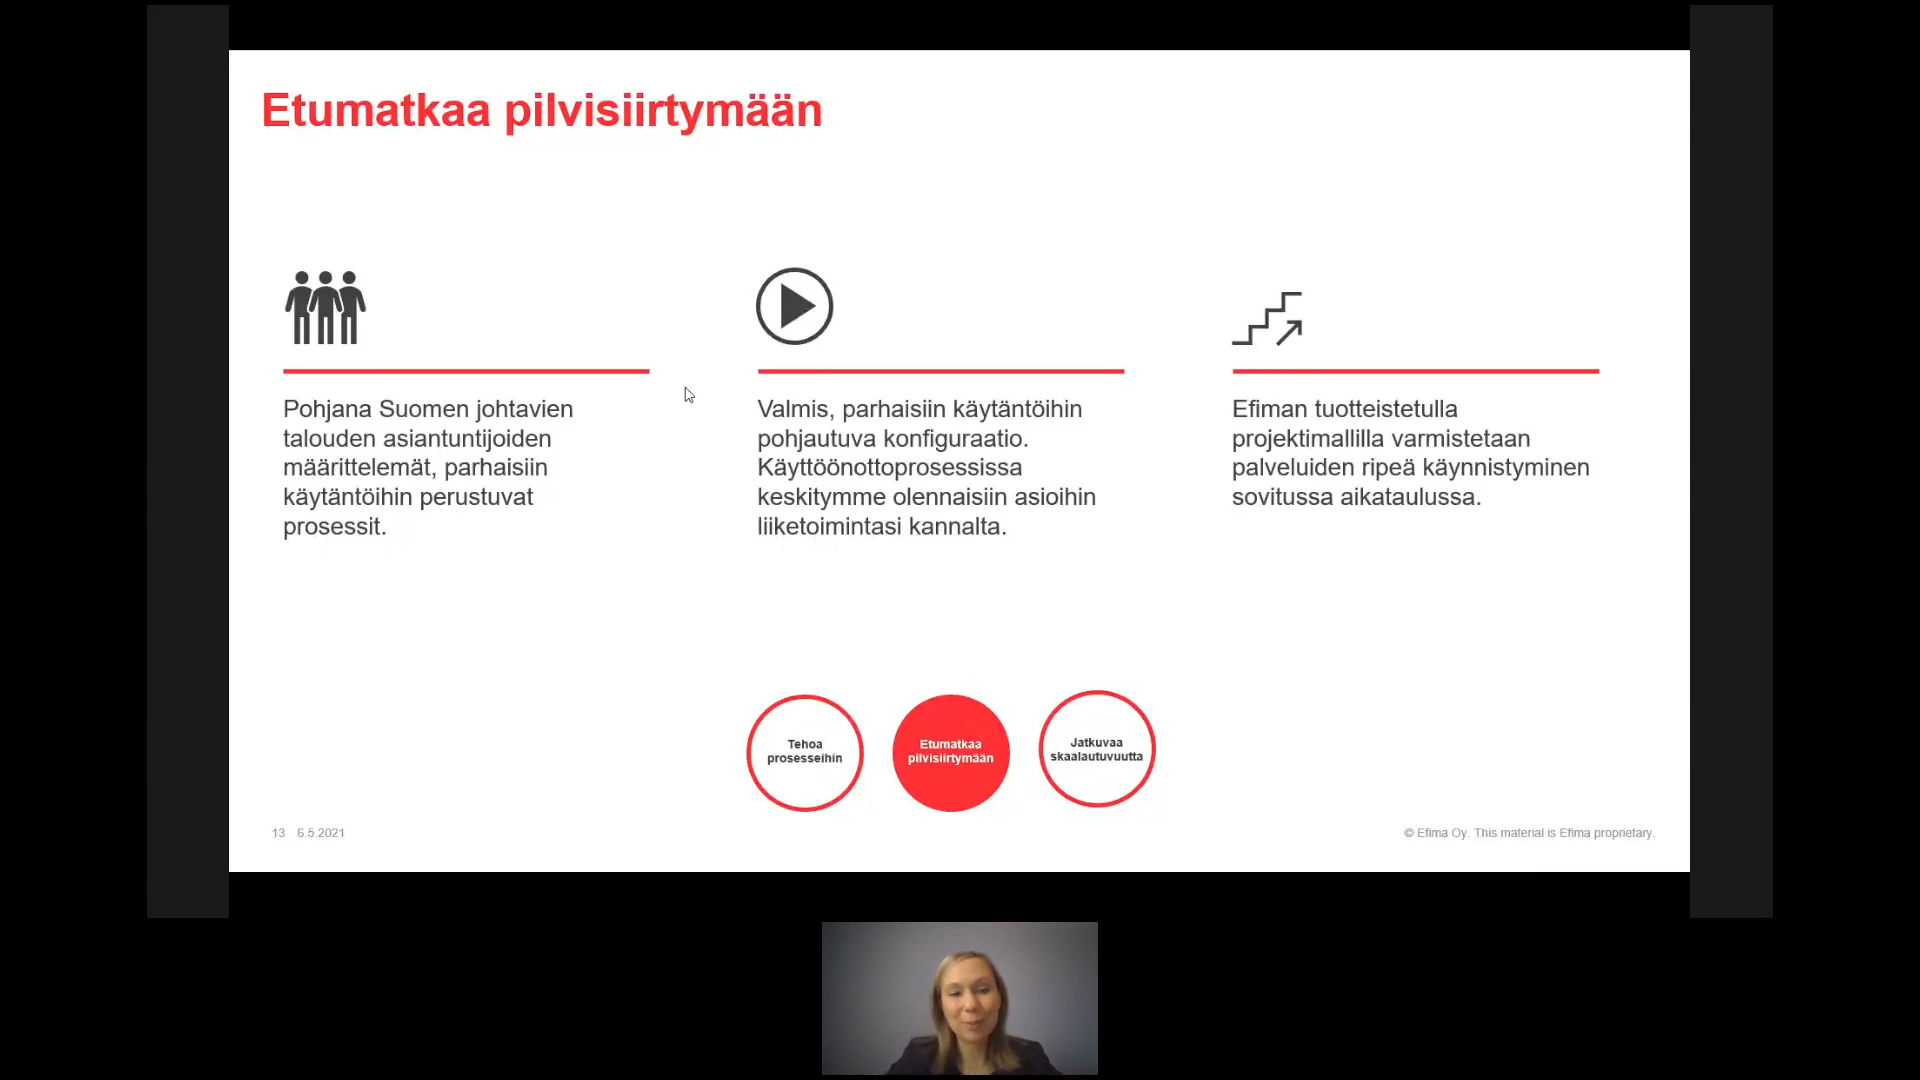 Etumatkaa pilvisiirtymään
Pohjana Suomen johtavien
talouden asiantuntijoiden
määrittelemät, parhaisiin
käytäntöihin perustuvat
prosessit.
Valmis, parhaisiin käytäntöihin
pohjautuva konfiguraatio.
Käyttöönottoprosessissa
keskitymme olennaisiin asioihin
liiketoimintasi kannalta.
Efiman tuotteistetulla
projektimallilla varmistetaan
palveluiden ripeä käynnistyminen
sovitussa aikataulussa.
Tehoa
prosesseihin
Etumatkaa
pilvisiirtymään
Jatkuvaa
skaalautuvuutta
13 6.5.2021
© Efima Oy. This material is Efima proprietary.